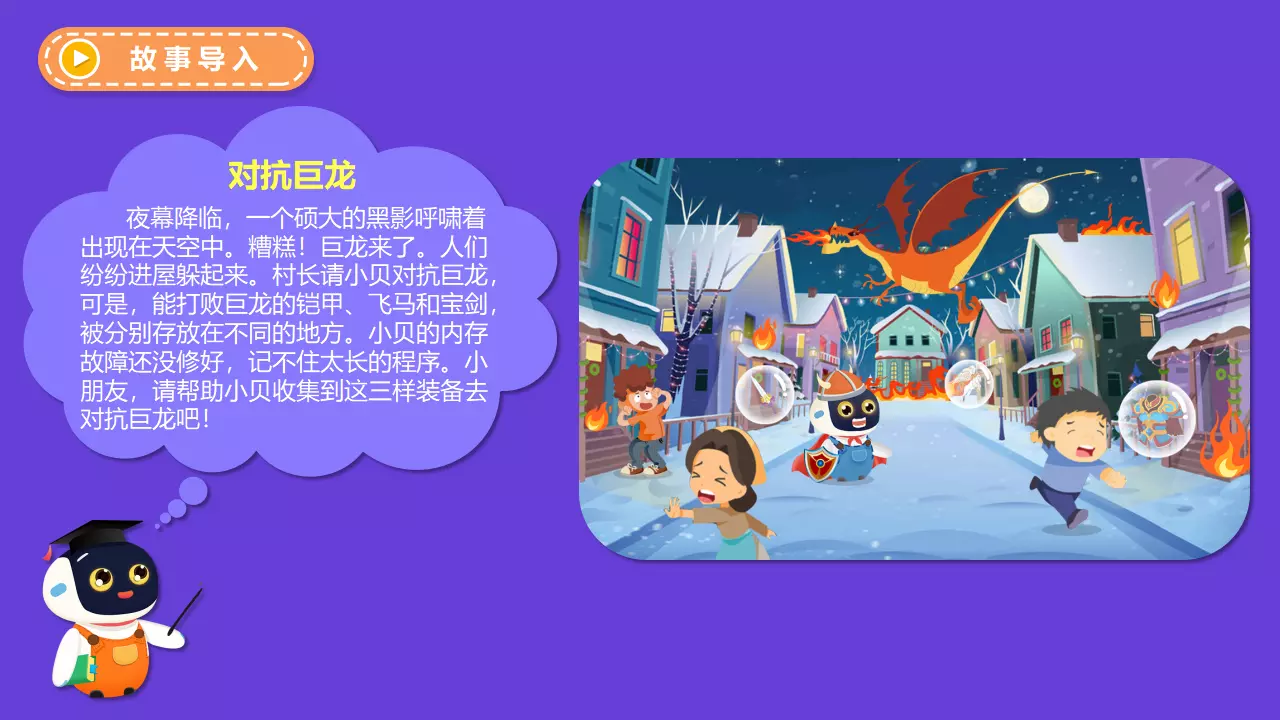 故事导入
对抗巨龙
夜幕降临，一个硕大的黑影呼啸着
出现在天空中。糟糕！巨龙来了。人们
纷纷进屋躲起来。村长请小贝对抗巨龙，
可是，能打败巨龙的铠甲、飞马和宝剑，
被分别存放在不同的地方。小贝的内存
故障还没修好，记不住太长的程序。小
朋友，请帮助小贝收集到这三样装备去
对抗巨龙吧！